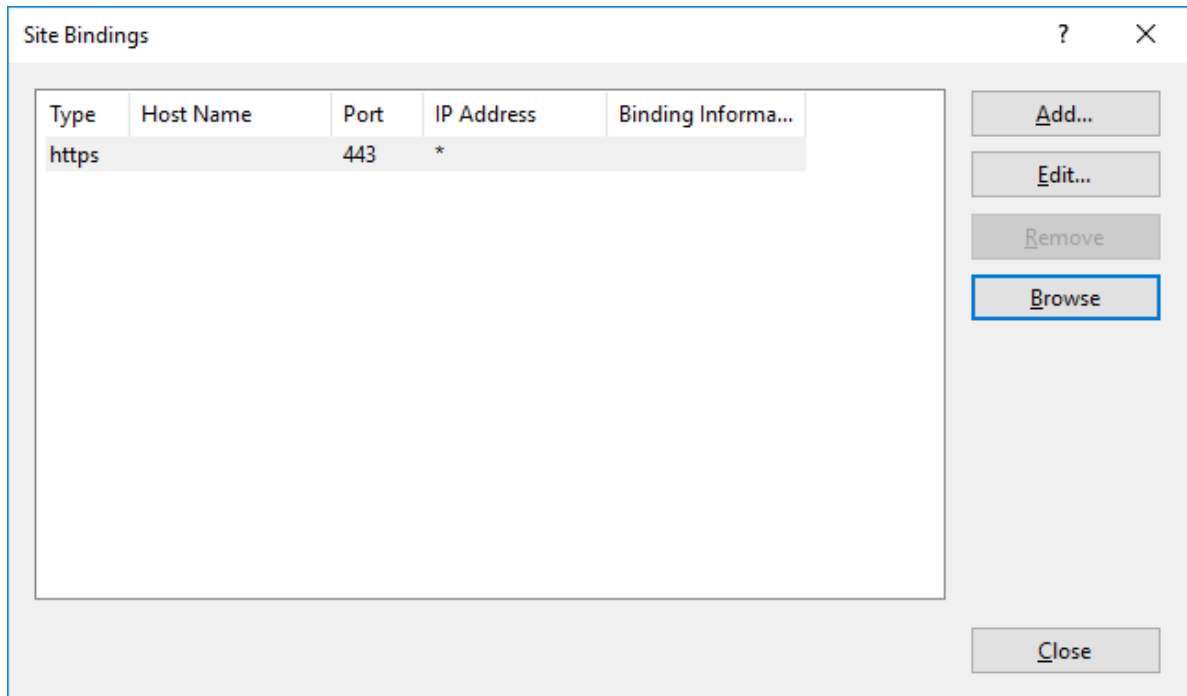 Site Bindings ?
Type Host Name Port IP Address Binding Informa...
https 443 *
Add...
Edit...
Remove
Browse
Close